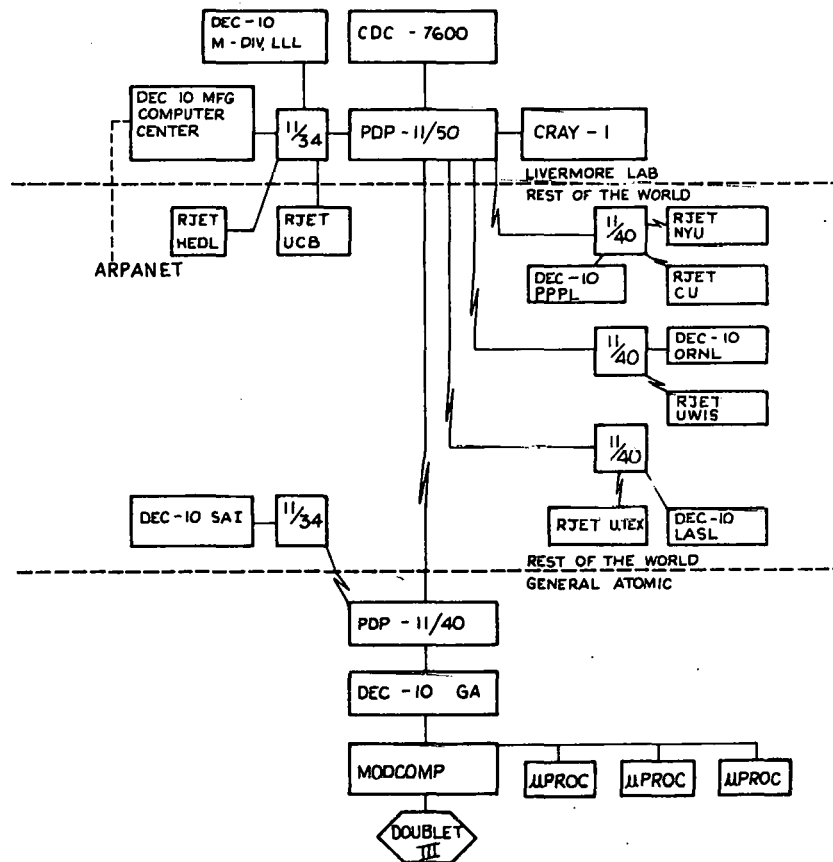 DEC-10
M-DIV, LLL
CDC - 7600
DEC 10 MFG
COMPUTER
CENTER
11/34
PDP - 11/50
CRAY - 1
LIVERMORE LAB
REST OF THE WORLD
RJET
HEDL
RJET
UCB
ARPANET
11/40
RJET
NYU
DEC-10
PPPL
RJET
CU
11/40
DEC-10
ORNL
RJET
UWIS
11/40
RJET U.TEX
DEC-10
LASL
DEC-10 SAI
11/34
REST OF THE WORLD
GENERAL ATOMIC
PDP - 11/40
DEC - 10 GA
MODCOMP
μPROC
μPROC
μPROC
DOUBLET
III